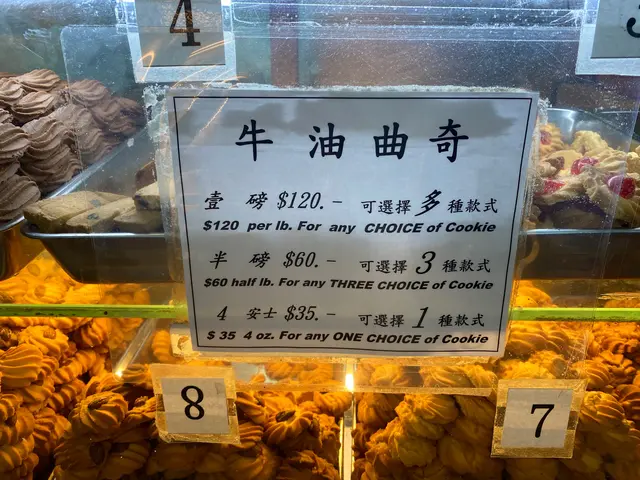 4
牛油曲奇
壹 磅 $120.- 可選擇多種款式
$120 per lb. For any CHOICE of Cookie
半 磅 $60.- 可選擇 3 種款式
$60 half lb. For any THREE CHOICE of Cookie
4 安士 $35.- 可選擇 1 種款式
$ 35 4 oz. For any ONE CHOICE of Cookie
8
7